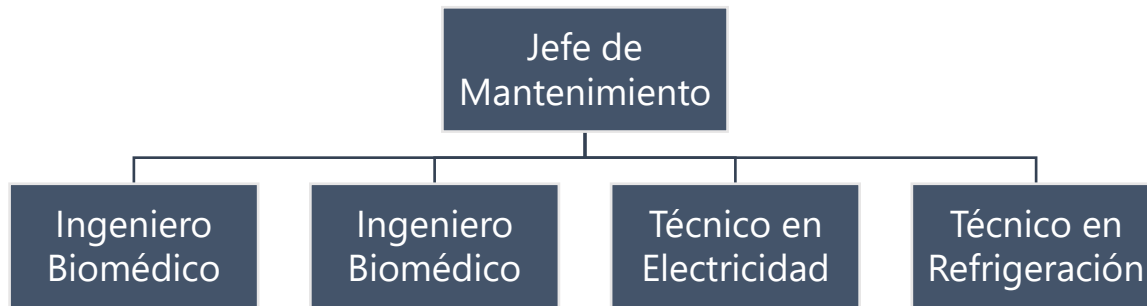 Jefe de
Mantenimiento
Ingeniero
Biomédico
Ingeniero
Biomédico
Técnico en
Electricidad
Técnico en
Refrigeración